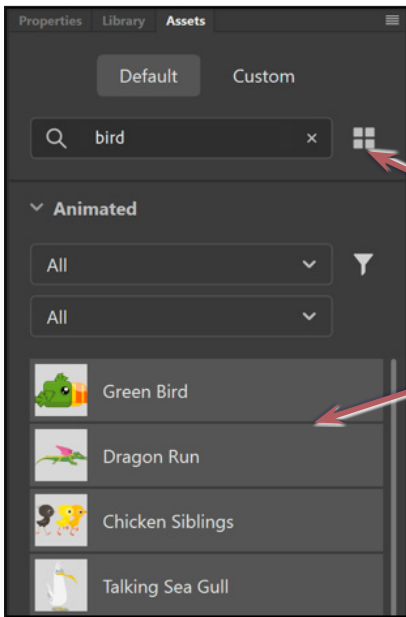 Properties Library Assets
Default Custom
bird
Animated
All
All
Green Bird
Dragon Run
Chicken Siblings
Talking Sea Gull